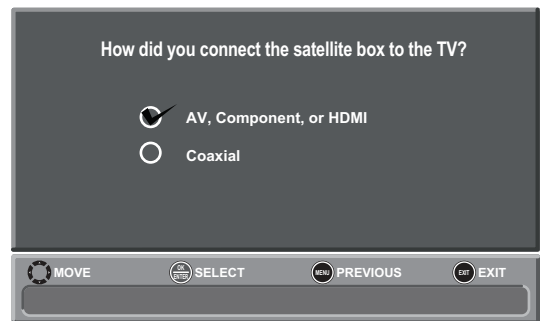 How did you connect the satellite box to the TV?
AV, Component, or HDMI
Coaxial
MOVE OK ENTER SELECT MENU PREVIOUS EXIT EXIT